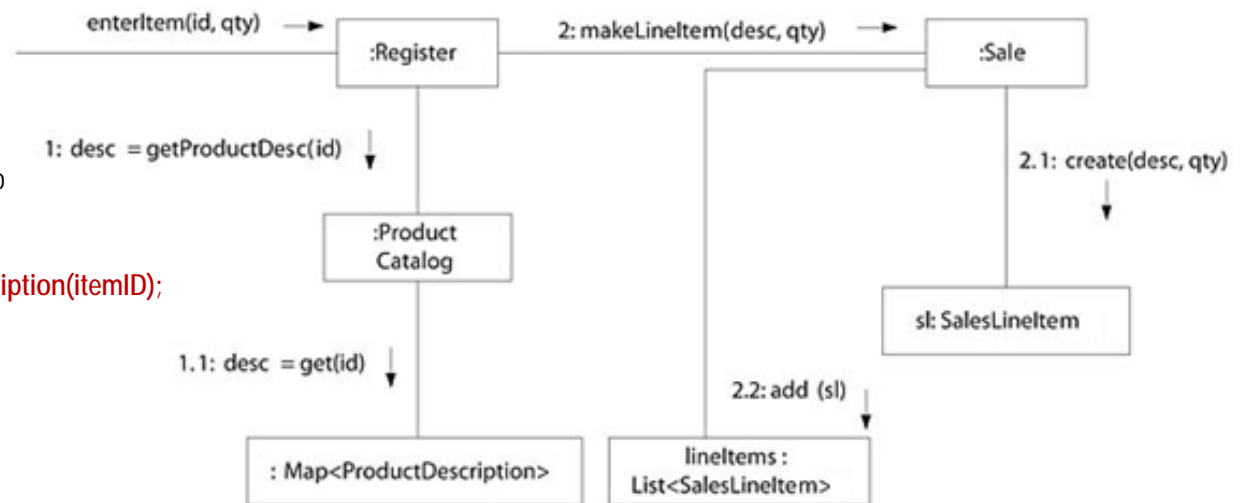 enterItem(id, qty)
2: makeLineItem(desc, qty)
:Register
:Sale
1: desc = getProductDesc(id)
2.1: create(desc, qty)
:Product
Catalog
iption(itemID);
sl: SalesLineItem
1.1: desc = get(id)
2.2: add (sl)
: Map<ProductDescription>
lineItems :
List<SalesLineItem>